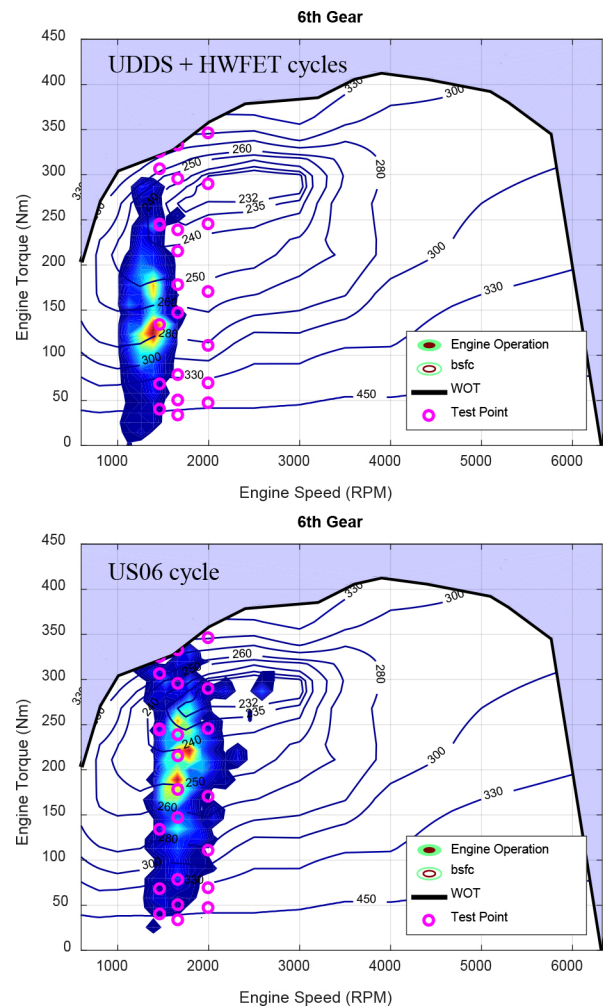 6th Gear
UDDS + HWFET cycles
450
400
350
300
250
200
150
100
50
0
Engine Torque (Nm)
330
300
260
250
280
232
235
240
250
300
330
280
300
330
450
Engine Operation
bsfc
WOT
Test Point
1000 2000 3000 4000 5000 6000
Engine Speed (RPM)
6th Gear
US06 cycle
450
400
350
300
250
200
150
100
50
0
Engine Torque (Nm)
330
300
260
280
232
235
240
250
260
300
300
330
450
Engine Operation
bsfc
WOT
Test Point
1000 2000 3000 4000 5000 6000
Engine Speed (RPM)